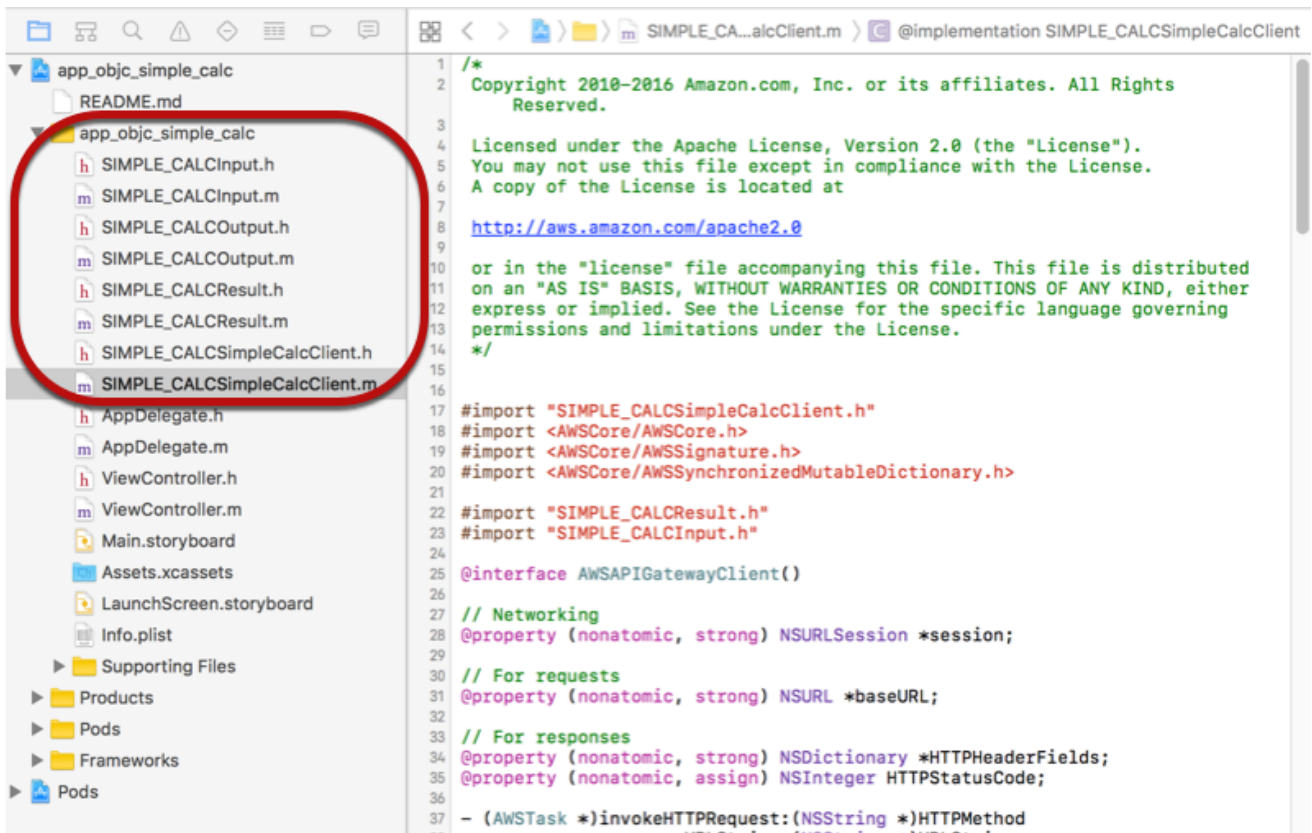 SIMPLE_CA...alcClient.m
@implementation SIMPLE_CALCSimpleCalcClient
app_objc_simple_calc
README.md
app_objc_simple_calc
h SIMPLE_CALCInput.h
m SIMPLE_CALCInput.m
h SIMPLE_CALCOutput.h
m SIMPLE_CALCOutput.m
h SIMPLE_CALCResult.h
m SIMPLE_CALCResult.m
h SIMPLE_CALCSimpleCalcClient.h
m SIMPLE_CALCSimpleCalcClient.m
h AppDelegate.h
m AppDelegate.m
h ViewController.h
m ViewController.m
Main.storyboard
Assets.xcassets
LaunchScreen.storyboard
Info.plist
Supporting Files
Products
Pods
Frameworks
Pods
1 /*
2 Copyright 2010-2016 Amazon.com, Inc. or its affiliates. All Rights
Reserved.
3
4 Licensed under the Apache License, Version 2.0 (the "License").
5 You may not use this file except in compliance with the License.
6 A copy of the License is located at
7
8 http://aws.amazon.com/apache2.0
9
10 or in the "license" file accompanying this file. This file is distributed
11 on an "AS IS" BASIS, WITHOUT WARRANTIES OR CONDITIONS OF ANY KIND, either
12 express or implied. See the License for the specific language governing
13 permissions and limitations under the License.
14 */
15
16
17 #import "SIMPLE_CALCSimpleCalcClient.h"
18 #import <AWSCore/AWSCore.h>
19 #import <AWSCore/AWSSignature.h>
20 #import <AWSCore/AWSSynchronizedMutableDictionary.h>
21
22 #import "SIMPLE_CALCResult.h"
23 #import "SIMPLE_CALCInput.h"
24
25 @interface AWSAPIGatewayClient()
26
27 // Networking
28 @property (nonatomic, strong) NSURLSession *session;
29
30 // For requests
31 @property (nonatomic, strong) NSURL *baseURL;
32
33 // For responses
34 @property (nonatomic, strong) NSDictionary *HTTPHeaderFields;
35 @property (nonatomic, assign) NSInteger HTTPStatusCode;
36
37 - (AWSTask *)invokeHTTPRequest:(NSString *)HTTPMethod